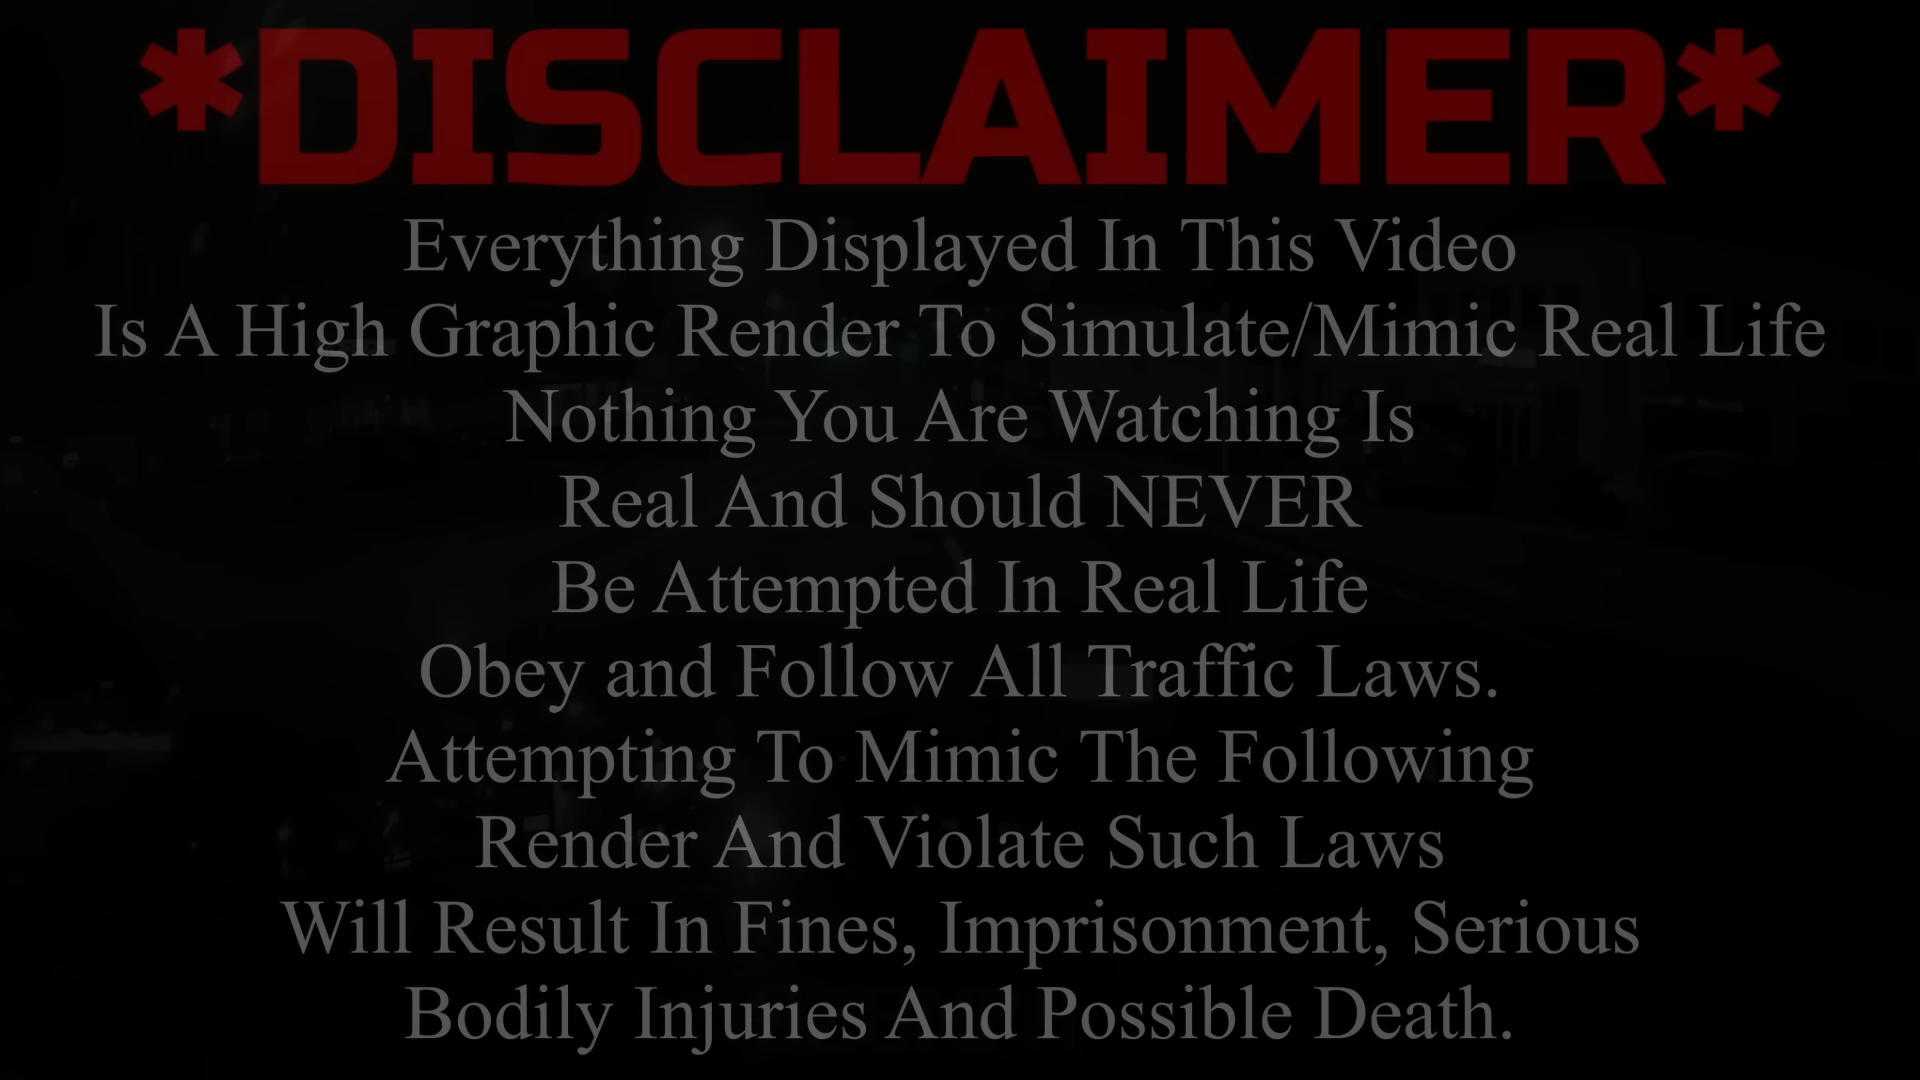 *DISCLAIMER*
Everything Displayed In This Video
Is A High Graphic Render To Simulate/Mimic Real Life
Nothing You Are Watching Is
Real And Should NEVER
Be Attempted In Real Life
Obey and Follow All Traffic Laws.
Attempting To Mimic The Following
Render And Violate Such Laws
Will Result In Fines, Imprisonment, Serious
Bodily Injuries And Possible Death.